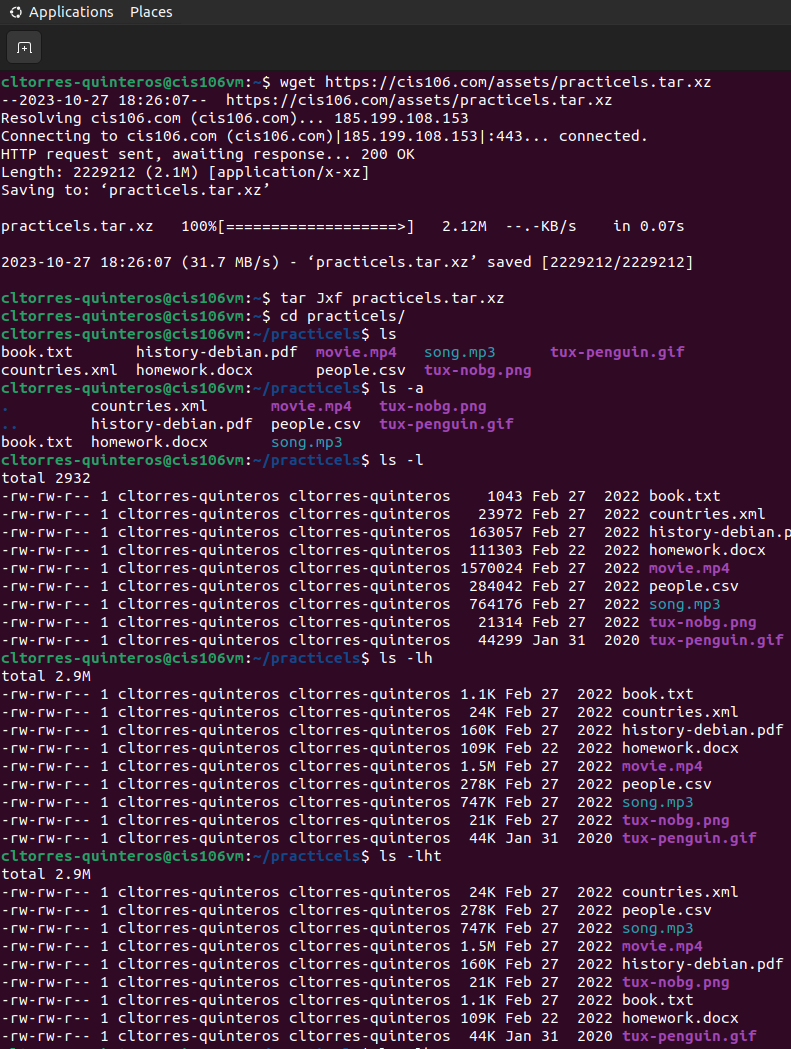 Applications Places
cltorres-quinteros@cis106vm:~$ wget https://cis106.com/assets/practicels.tar.xz
--2023-10-27 18:26:07--  https://cis106.com/assets/practicels.tar.xz
Resolving cis106.com (cis106.com)... 185.199.108.153
Connecting to cis106.com (cis106.com)|185.199.108.153|:443... connected.
HTTP request sent, awaiting response... 200 OK
Length: 2229212 (2.1M) [application/x-xz]
Saving to: ‘practicels.tar.xz’
practicels.tar.xz   100%[===================>]   2.12M  --.-KB/s    in 0.07s
2023-10-27 18:26:07 (31.7 MB/s) - ‘practicels.tar.xz’ saved [2229212/2229212]
cltorres-quinteros@cis106vm:~$ tar Jxf practicels.tar.xz
cltorres-quinteros@cis106vm:~$ cd practicels/
cltorres-quinteros@cis106vm:~/practicels$ ls
book.txt       history-debian.pdf  movie.mp4   song.mp3      tux-penguin.gif
countries.xml  homework.docx       people.csv  tux-nobg.png
cltorres-quinteros@cis106vm:~/practicels$ ls -a
.         countries.xml       movie.mp4   tux-nobg.png
..        history-debian.pdf  people.csv  tux-penguin.gif
book.txt  homework.docx       song.mp3
cltorres-quinteros@cis106vm:~/practicels$ ls -l
total 2932
-rw-rw-r-- 1 cltorres-quinteros cltorres-quinteros    1043 Feb 27  2022 book.txt
-rw-rw-r-- 1 cltorres-quinteros cltorres-quinteros   23972 Feb 27  2022 countries.xml
-rw-rw-r-- 1 cltorres-quinteros cltorres-quinteros  163057 Feb 27  2022 history-debian.p
-rw-rw-r-- 1 cltorres-quinteros cltorres-quinteros  111303 Feb 22  2022 homework.docx
-rw-rw-r-- 1 cltorres-quinteros cltorres-quinteros 1570024 Feb 27  2022 movie.mp4
-rw-rw-r-- 1 cltorres-quinteros cltorres-quinteros  284042 Feb 27  2022 people.csv
-rw-rw-r-- 1 cltorres-quinteros cltorres-quinteros  764176 Feb 27  2022 song.mp3
-rw-rw-r-- 1 cltorres-quinteros cltorres-quinteros   21314 Feb 27  2022 tux-nobg.png
-rw-rw-r-- 1 cltorres-quinteros cltorres-quinteros   44299 Jan 31  2020 tux-penguin.gif
cltorres-quinteros@cis106vm:~/practicels$ ls -lh
total 2.9M
-rw-rw-r-- 1 cltorres-quinteros cltorres-quinteros 1.1K Feb 27  2022 book.txt
-rw-rw-r-- 1 cltorres-quinteros cltorres-quinteros  24K Feb 27  2022 countries.xml
-rw-rw-r-- 1 cltorres-quinteros cltorres-quinteros 160K Feb 27  2022 history-debian.pdf
-rw-rw-r-- 1 cltorres-quinteros cltorres-quinteros 109K Feb 22  2022 homework.docx
-rw-rw-r-- 1 cltorres-quinteros cltorres-quinteros 1.5M Feb 27  2022 movie.mp4
-rw-rw-r-- 1 cltorres-quinteros cltorres-quinteros 278K Feb 27  2022 people.csv
-rw-rw-r-- 1 cltorres-quinteros cltorres-quinteros 747K Feb 27  2022 song.mp3
-rw-rw-r-- 1 cltorres-quinteros cltorres-quinteros  21K Feb 27  2022 tux-nobg.png
-rw-rw-r-- 1 cltorres-quinteros cltorres-quinteros  44K Jan 31  2020 tux-penguin.gif
cltorres-quinteros@cis106vm:~/practicels$ ls -lht
total 2.9M
-rw-rw-r-- 1 cltorres-quinteros cltorres-quinteros  24K Feb 27  2022 countries.xml
-rw-rw-r-- 1 cltorres-quinteros cltorres-quinteros 278K Feb 27  2022 people.csv
-rw-rw-r-- 1 cltorres-quinteros cltorres-quinteros 747K Feb 27  2022 song.mp3
-rw-rw-r-- 1 cltorres-quinteros cltorres-quinteros 1.5M Feb 27  2022 movie.mp4
-rw-rw-r-- 1 cltorres-quinteros cltorres-quinteros 160K Feb 27  2022 history-debian.pdf
-rw-rw-r-- 1 cltorres-quinteros cltorres-quinteros  21K Feb 27  2022 tux-nobg.png
-rw-rw-r-- 1 cltorres-quinteros cltorres-quinteros 1.1K Feb 27  2022 book.txt
-rw-rw-r-- 1 cltorres-quinteros cltorres-quinteros 109K Feb 22  2022 homework.docx
-rw-rw-r-- 1 cltorres-quinteros cltorres-quinteros  44K Jan 31  2020 tux-penguin.gif